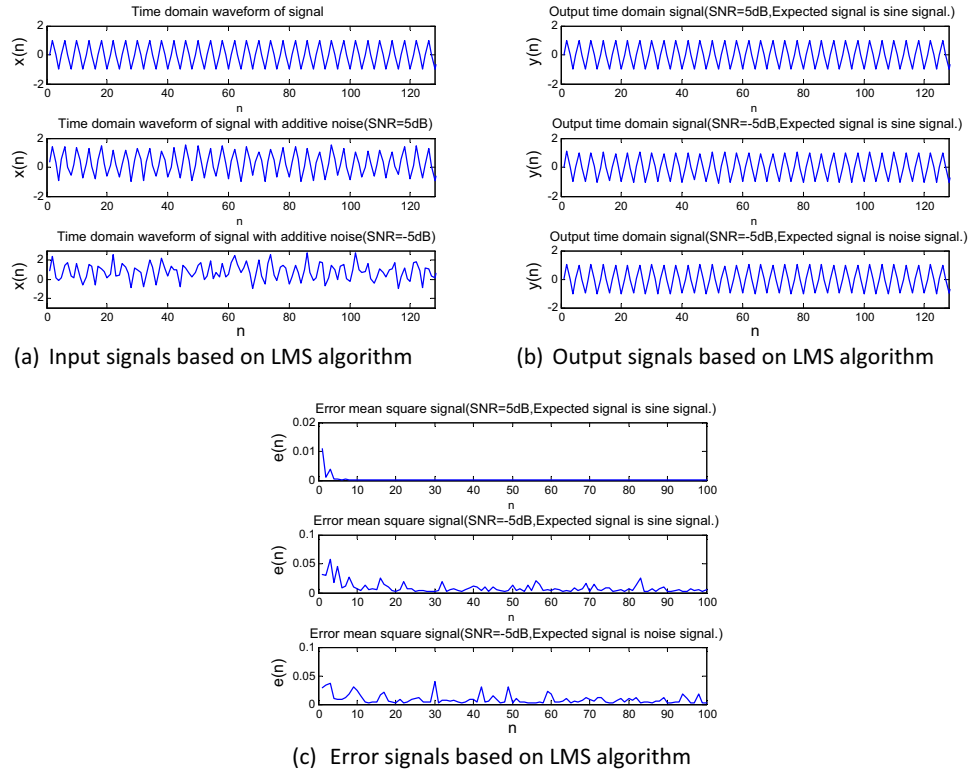 Time domain waveform of signal
2
0
-2
x(n)
0 20 40 60 80 100 120
n
Time domain waveform of signal with additive noise(SNR=5dB)
2
0
-2
x(n)
0 20 40 60 80 100 120
n
Time domain waveform of signal with additive noise(SNR=-5dB)
2
0
-2
x(n)
0 20 40 60 80 100 120
n
(a) Input signals based on LMS algorithm
Output time domain signal(SNR=5dB,Expected signal is sine signal.)
2
0
-2
y(n)
0 20 40 60 80 100 120
n
Output time domain signal(SNR=-5dB,Expected signal is sine signal.)
2
0
-2
y(n)
0 20 40 60 80 100 120
n
Output time domain signal(SNR=-5dB,Expected signal is noise signal.)
2
0
-2
y(n)
0 20 40 60 80 100 120
n
(b) Output signals based on LMS algorithm
Error mean square signal(SNR=5dB,Expected signal is sine signal.)
0.02
0.01
0
e(n)
0 10 20 30 40 50 60 70 80 90 100
n
Error mean square signal(SNR=-5dB,Expected signal is sine signal.)
0.1
0.05
0
e(n)
0 10 20 30 40 50 60 70 80 90 100
n
Error mean square signal(SNR=-5dB,Expected signal is noise signal.)
0.1
0.05
0
e(n)
0 10 20 30 40 50 60 70 80 90 100
n
(c) Error signals based on LMS algorithm